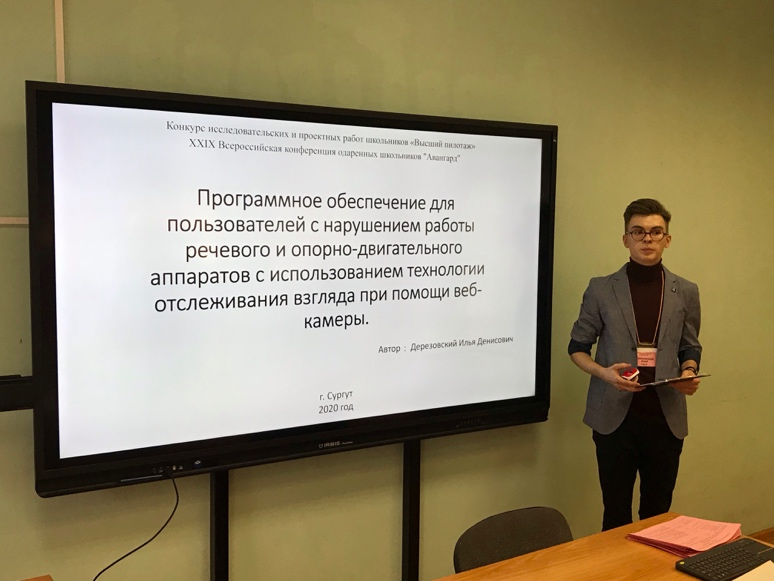 Конкурс исследовательских и проектных работ школьников «Высший пилотаж»
XXIX Всероссийская конференция одаренных школьников "Авангард"
Программное обеспечение для
пользователей с нарушением работы
речевого и опорно-двигательного
аппаратов с использованием технологии
отслеживания взгляда при помощи веб-
камеры.
Автор : Дерезовский Илья Денисович
г. Сургут
2020 год
IRBIS